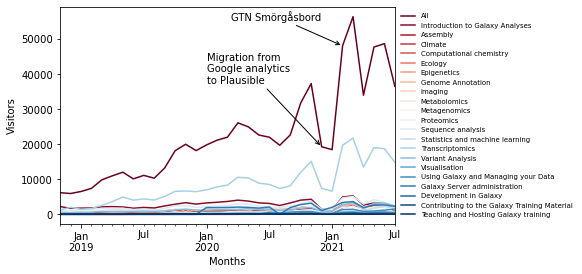 GTN Smörgåsbord
Migration from
Google analytics
to Plausible
Visitors
50000
40000
30000
20000
10000
0
Jan
2019
Jul
Jan
2020
Jul
Jan
2021
Jul
Months
All
Introduction to Galaxy Analyses
Assembly
Climate
Computational chemistry
Ecology
Epigenetics
Genome Annotation
Imaging
Metabolomics
Metagenomics
Proteomics
Sequence analysis
Statistics and machine learning
Transcriptomics
Variant Analysis
Visualisation
Using Galaxy and Managing your Data
Galaxy Server administration
Development in Galaxy
Contributing to the Galaxy Training Material
Teaching and Hosting Galaxy training